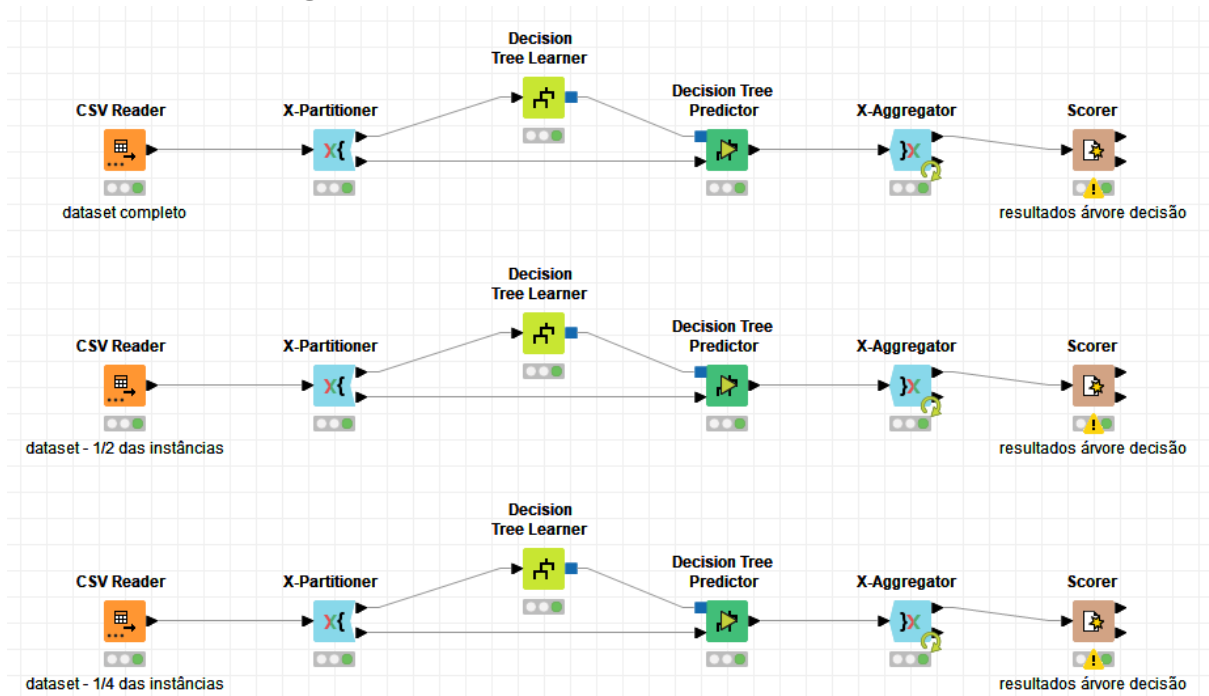 Decision
Tree Learner
CSV Reader
X-Partitioner
Decision Tree
Predictor
X-Aggregator
Scorer
dataset completo
resultados árvore decisão
Decision
Tree Learner
CSV Reader
X-Partitioner
Decision Tree
Predictor
X-Aggregator
Scorer
dataset - 1/2 das instâncias
resultados árvore decisão
Decision
Tree Learner
CSV Reader
X-Partitioner
Decision Tree
Predictor
X-Aggregator
Scorer
dataset - 1/4 das instâncias
resultados árvore decisão